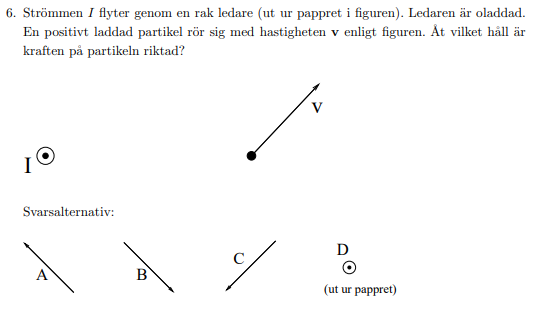 6. Strömmen I flyter genom en rak ledare (ut ur pappret i figuren). Ledaren är oladdad.
En positivt laddad partikel rör sig med hastigheten v enligt figuren. Åt vilket håll är
kraften på partikeln riktad?
v
I
Svarsalternativ:
A
B
C
D
(ut ur pappret)